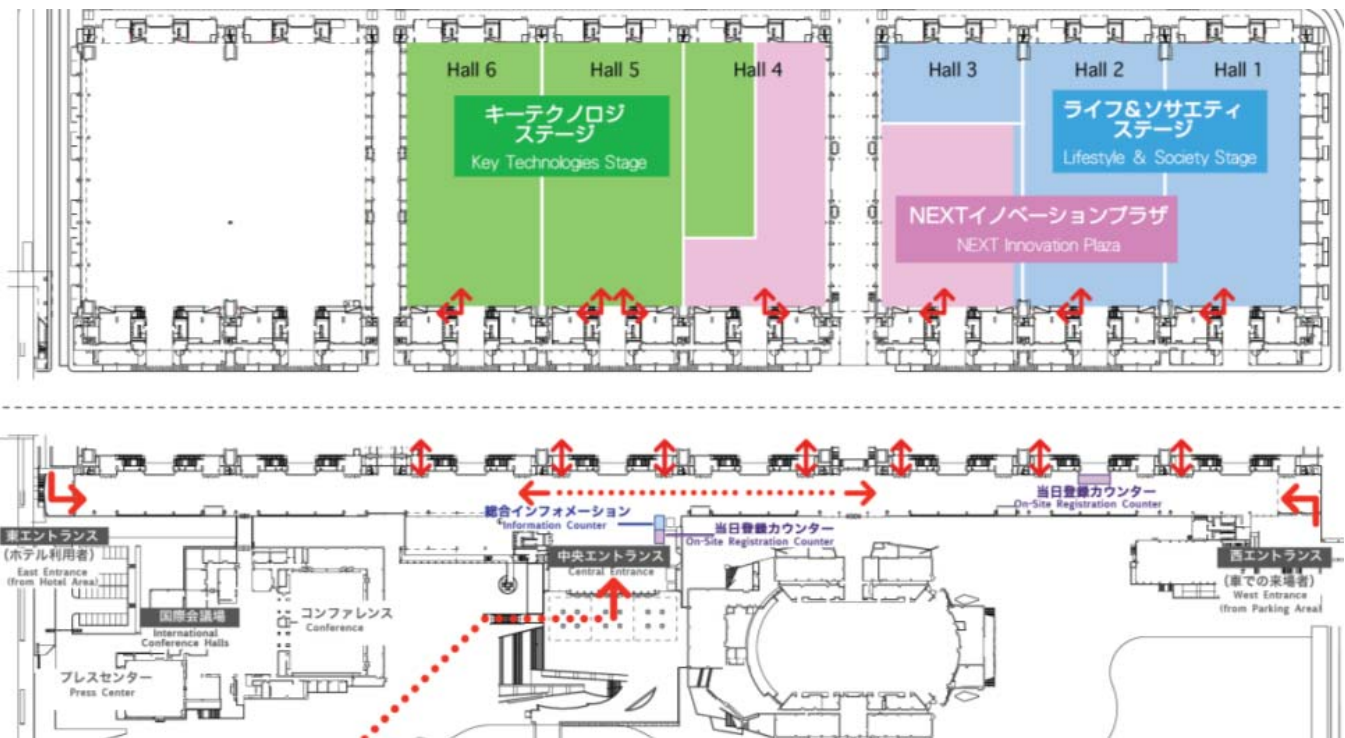 Hall 6
Hall 5
Hall 4
Hall 3
Hall 2
Hall 1
キーテクノロジ
ステージ
Key Technologies Stage
ライフ&ソサエティ
ステージ
Lifestyle & Society Stage
NEXTイノベーションプラザ
NEXT Innovation Plaza
総合インフォメーション
Information Counter
当日登録カウンター
On-Site Registration Counter
当日登録カウンター
On-Site Registration Counter
東エントランス
(ホテル利用者)
East Entrance
(from Hotel Area)
中央エントランス
Central Entrance
西エントランス
(車での来場者)
West Entrance
(from Parking Area)
国際会議場
International
Conference Halls
コンファレンス
Conference
プレスセンター
Press Center